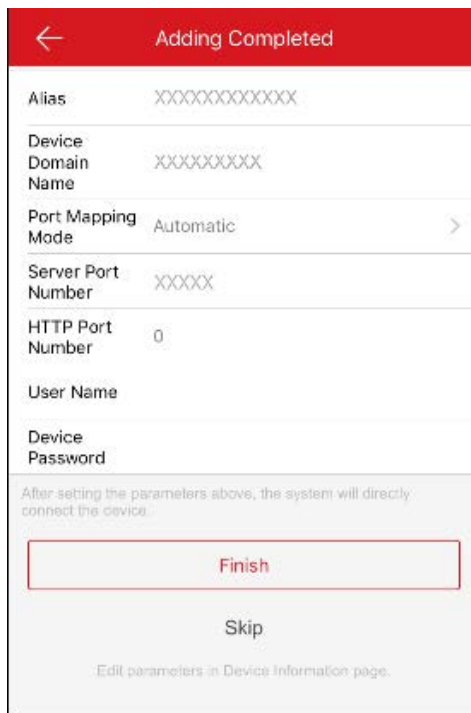 Adding Completed
Alias XXXXXXXXXXXX
Device
Domain XXXXXXXXX
Name
Port Mapping
Mode Automatic
Server Port
Number XXXXX
HTTP Port
Number 0
User Name
Device
Password
After setting the parameters above, the system will directly
connect the device.
Finish
Skip
Edit parameters in Device Information page.